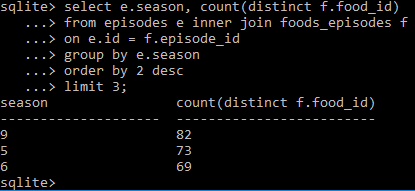 sqlite> select e.season, count(distinct f.food_id)
...> from episodes e inner join foods_episodes f
...> on e.id = f.episode_id
...> group by e.season
...> order by 2 desc
...> limit 3;
season count(distinct f.food_id)
-------------------- -------------------------
9 82
5 73
6 69
sqlite>